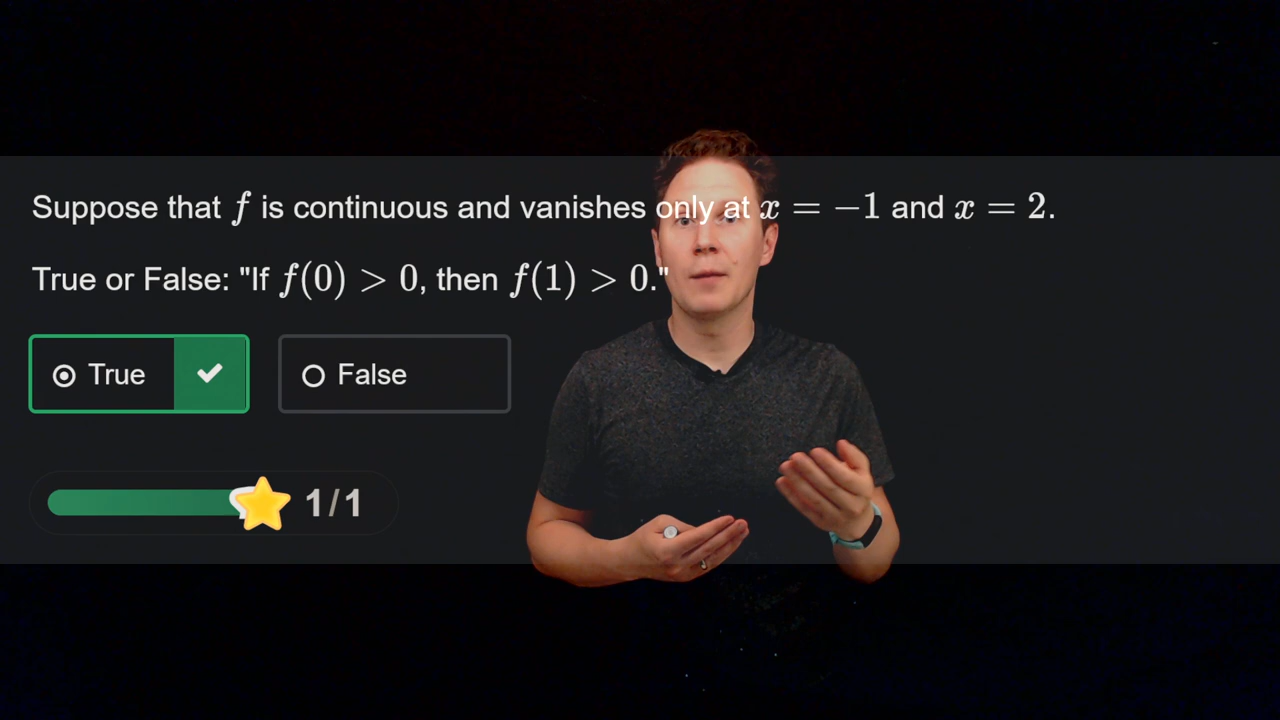 Suppose that f is continuous and vanishes only at x = −1 and x = 2.
True or False: "If f(0) > 0, then f(1) > 0."
True
False
1/1